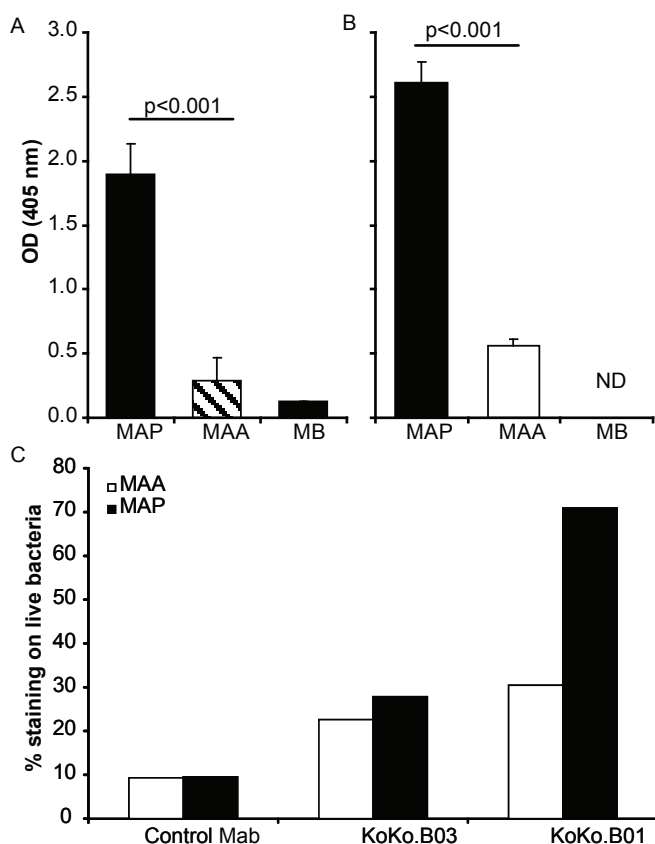 A
B
3.0
2.5
2.0
1.5
1.0
0.5
0.0
OD (405 nm)
p<0.001
MAP MAA MB
p<0.001
ND
MAP MAA MB
C
80
70
60
50
40
30
20
10
0
% staining on live bacteria
MAA
MAP
Control Mab KoKo.B03 KoKo.B01